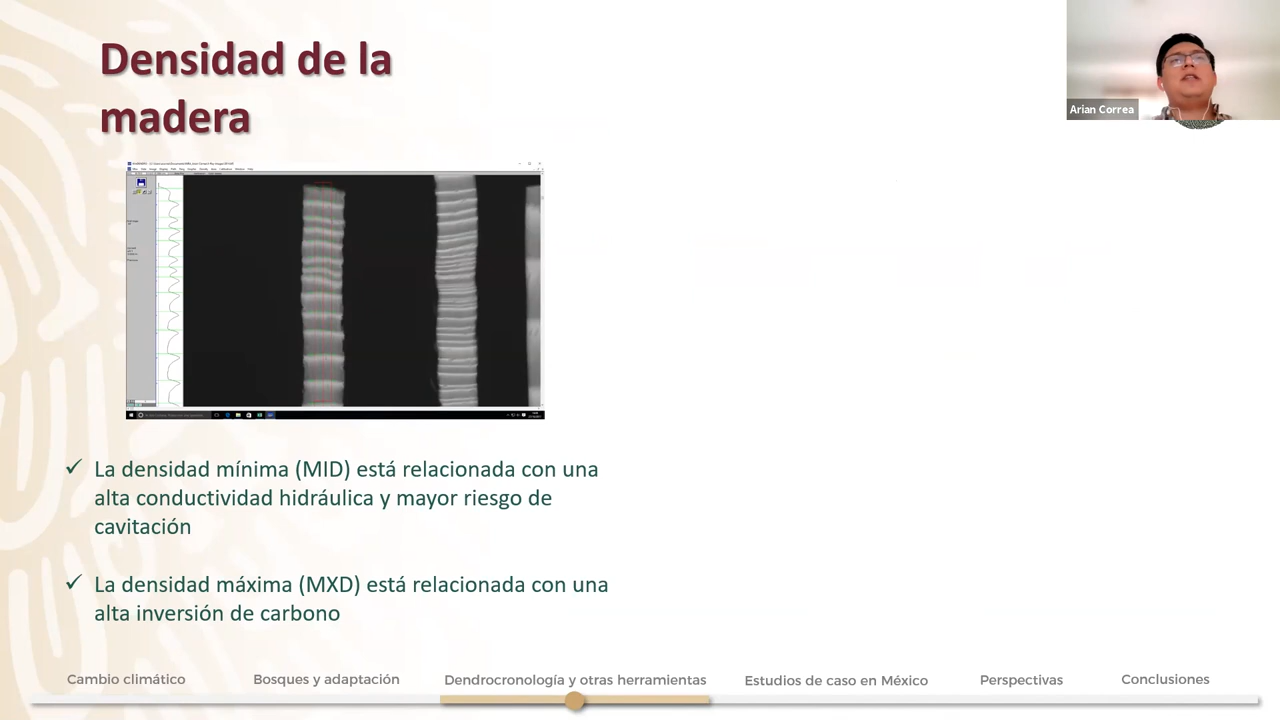 Densidad de la
madera
Arian Correa
La densidad mínima (MID) está relacionada con una
alta conductividad hidráulica y mayor riesgo de
cavitación
La densidad máxima (MXD) está relacionada con una
alta inversión de carbono
Cambio climático Bosques y adaptación Dendrocronología y otras herramientas Estudios de caso en México Perspectivas Conclusiones